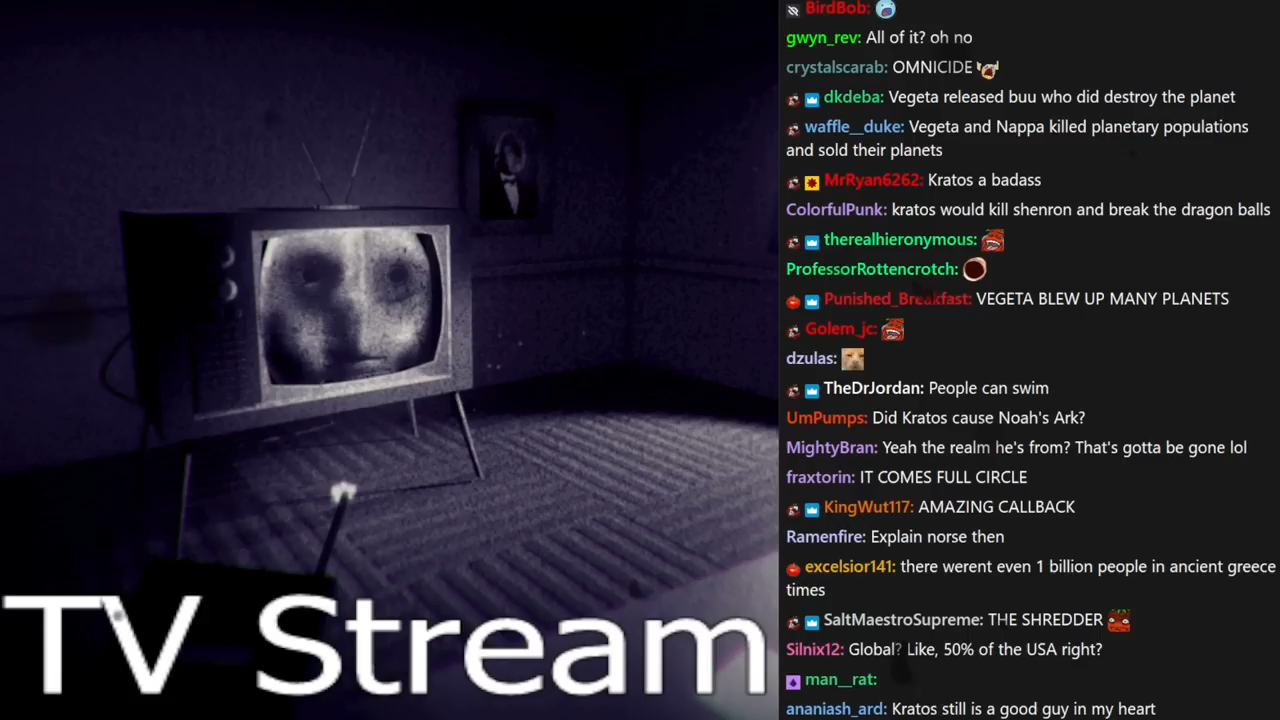 BirdBob:
gwyn_rev: All of it? oh no
crystalscarab: OMNICIDE
dkdeba: Vegeta released buu who did destroy the planet
waffle__duke: Vegeta and Nappa killed planetary populations
and sold their planets
MrRyan6262: Kratos a badass
ColorfulPunk: kratos would kill shenron and break the dragon balls
therealhieronymous:
ProfessorRottencrotch:
Punished_Breakfast: VEGETA BLEW UP MANY PLANETS
Golem_jc:
dzulas:
TheDrJordan: People can swim
UmPumps: Did Kratos cause Noah's Ark?
MightyBran: Yeah the realm he's from? That's gotta be gone lol
fraxtorin: IT COMES FULL CIRCLE
KingWut117: AMAZING CALLBACK
Ramenfire: Explain norse then
excelsior141: there werent even 1 billion people in ancient greece
times
SaltMaestroSupreme: THE SHREDDER
Silnix12: Global? Like, 50% of the USA right?
man__rat:
ananiash_ard: Kratos still is a good guy in my heart
TV Stream